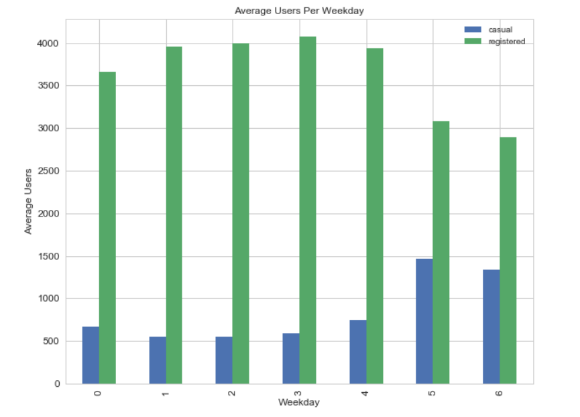 Average Users Per Weekday
casual
registered
4000
3500
3000
2500
2000
1500
1000
500
0
Average Users
0 1 2 3 4 5 6
Weekday